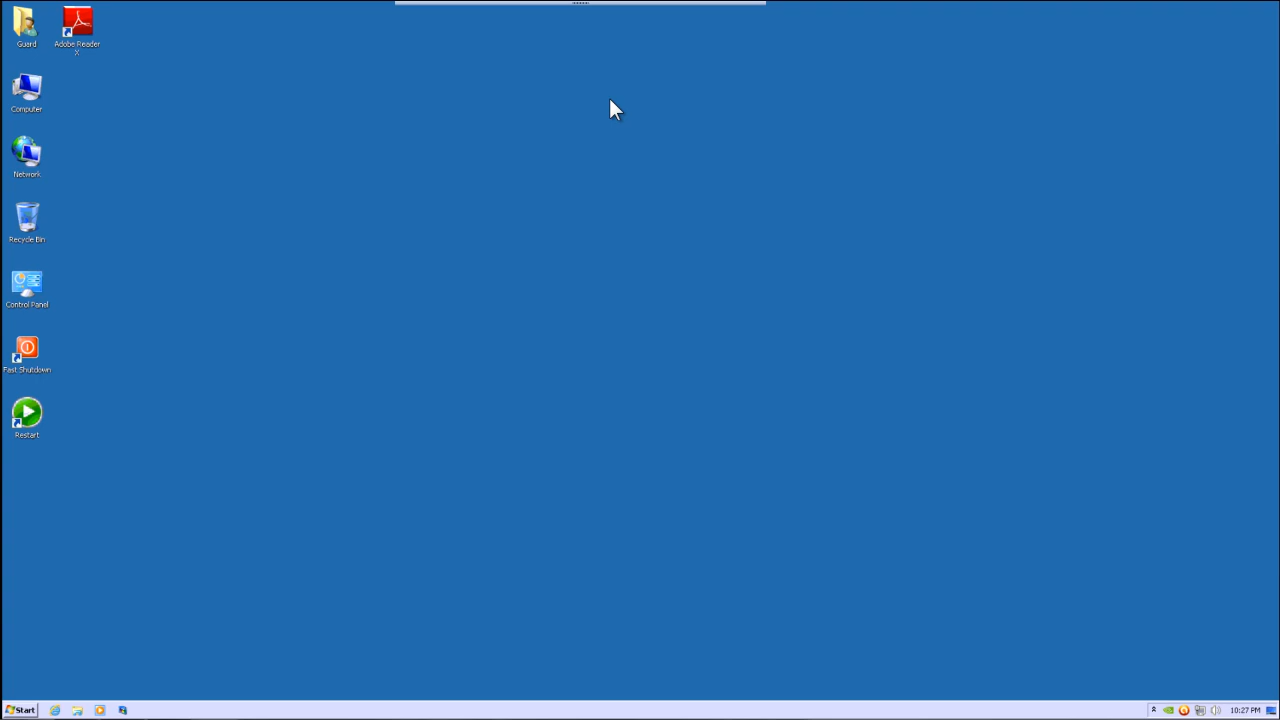 Guard
Adobe Reader
X
Computer
Network
Recycle Bin
Control Panel
Fast Shutdown
Restart
Start
10:27 PM